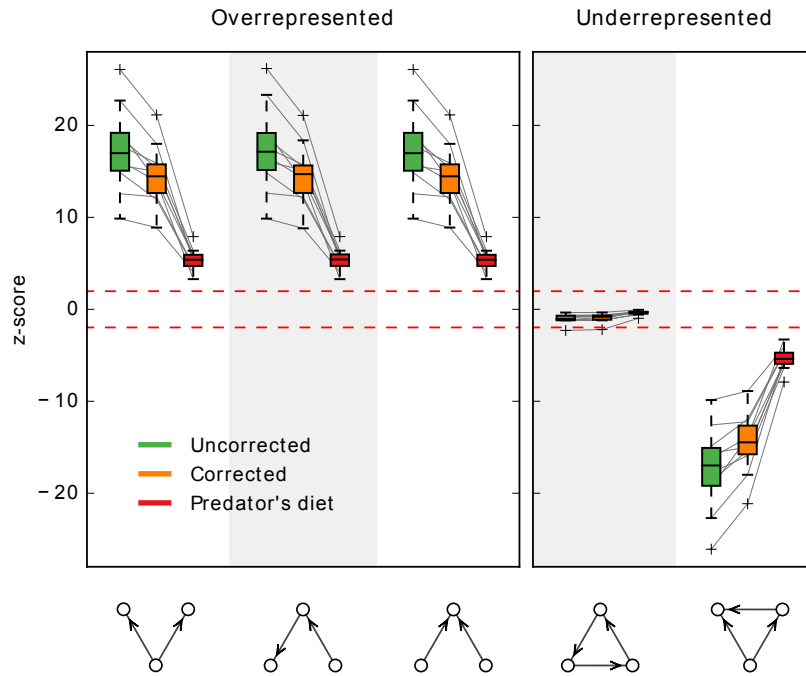 Overrepresented
Underrepresented
z-score
20
10
0
−10
−20
Uncorrected
Corrected
Predator's diet